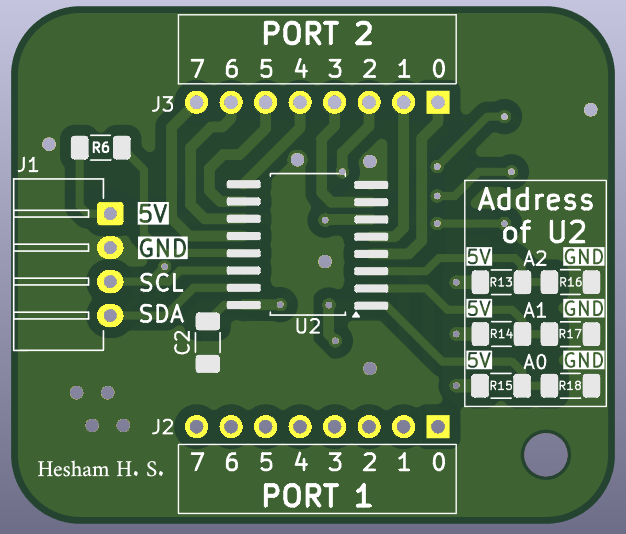 PORT 2
7 6 5 4 3 2 1 0
J3
R6
J1
5V
GND
SCL
SDA
C2
U2
Address
of U2
5V A2 GND
R13 R16
5V A1 GND
R14 R17
5V A0 GND
R15 R18
J2
7 6 5 4 3 2 1 0
PORT 1
Hesham H. S.